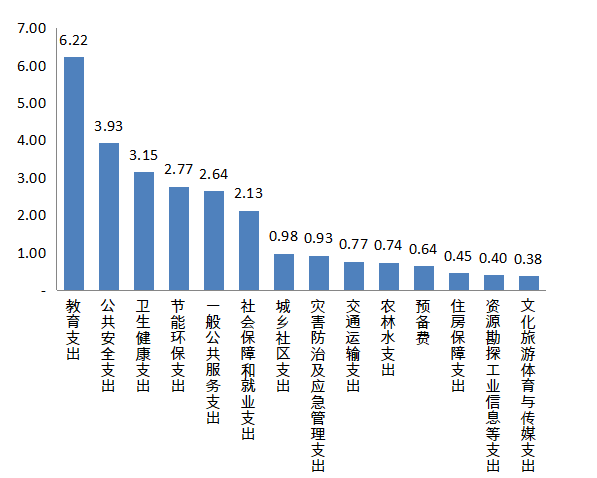 7.00
6.00
5.00
4.00
3.00
2.00
1.00
-
6.22
3.93
3.15
2.77
2.64
2.13
0.98
0.93
0.77
0.74
0.64
0.45
0.40
0.38
教育支出
公共安全支出
卫生健康支出
节能环保支出
一般公共服务支出
社会保障和就业支出
城乡社区支出
灾害防治及应急管理支出
交通运输支出
农林水支出
预备费
住房保障支出
资源勘探工业信息等支出
文化旅游体育与传媒支出